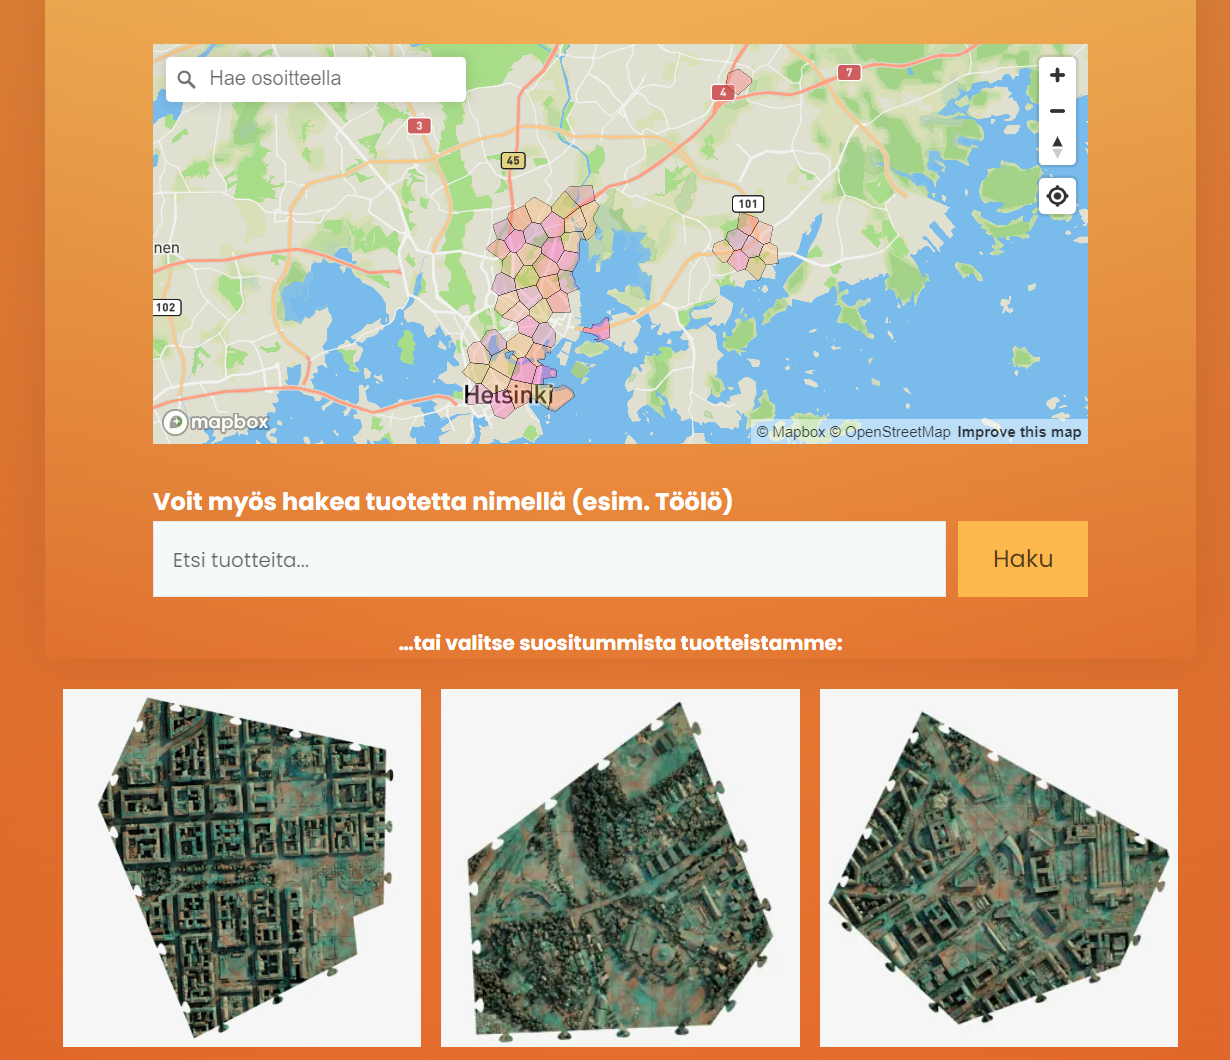 Hae osoitteella
7
4
3
45
101
nen
102
Helsinki
mapbox
© Mapbox © OpenStreetMap Improve this map
Voit myös hakea tuotetta nimellä (esim. Töölö)
Etsi tuotteita...
Haku
...tai valitse suosituimmista tuotteistamme: